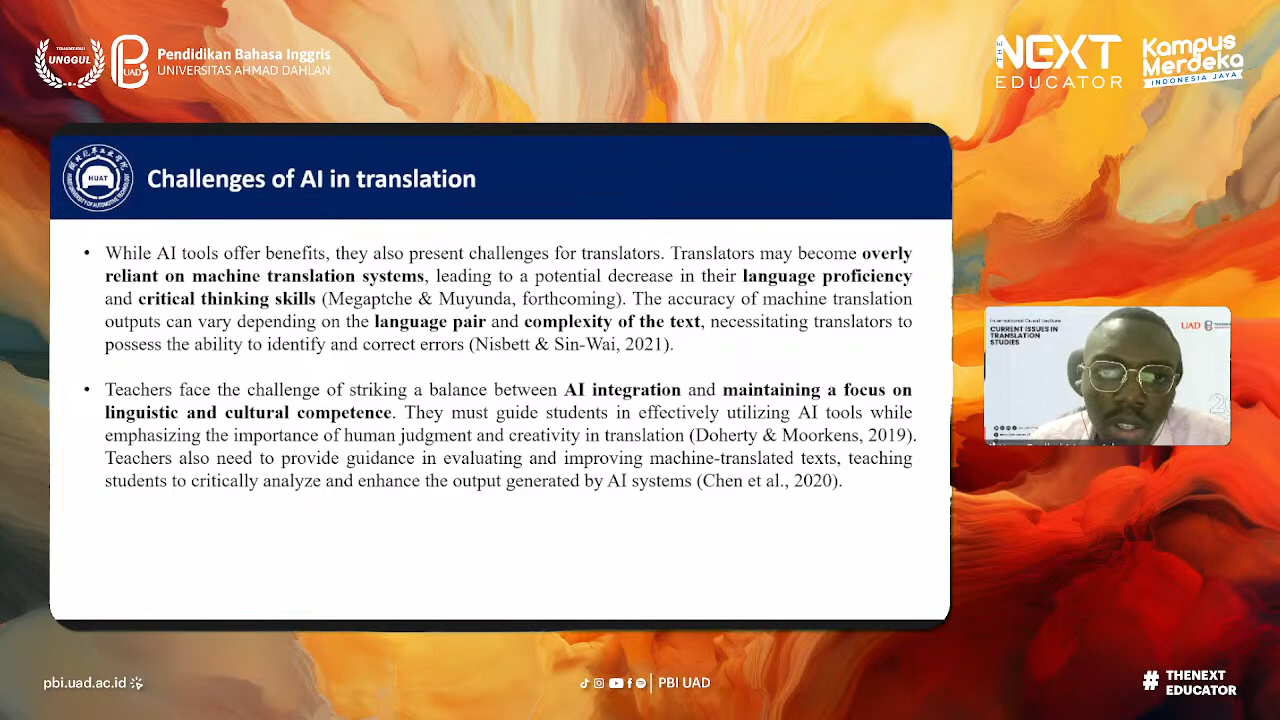 TERAKREDITASI
UNGGUL
UAD
Pendidikan Bahasa Inggris
UNIVERSITAS AHMAD DAHLAN
THE NEXT
EDUCATOR
Kampus
Merdeka
INDONESIA JAYA
HUAT
Challenges of AI in translation
• While AI tools offer benefits, they also present challenges for translators. Translators may become overly
reliant on machine translation systems, leading to a potential decrease in their language proficiency
and critical thinking skills (Megaptche & Muyunda, forthcoming). The accuracy of machine translation
outputs can vary depending on the language pair and complexity of the text, necessitating translators to
possess the ability to identify and correct errors (Nisbett & Sin-Wai, 2021).
• Teachers face the challenge of striking a balance between AI integration and maintaining a focus on
linguistic and cultural competence. They must guide students in effectively utilizing AI tools while
emphasizing the importance of human judgment and creativity in translation (Doherty & Moorkens, 2019).
Teachers also need to provide guidance in evaluating and improving machine-translated texts, teaching
students to critically analyze and enhance the output generated by AI systems (Chen et al., 2020).
International Guest Lecture
CURRENT ISSUES IN
TRANSLATION
STUDIES
UAD
pbi.uad.ac.id
PBI UAD
# THENEXT
EDUCATOR